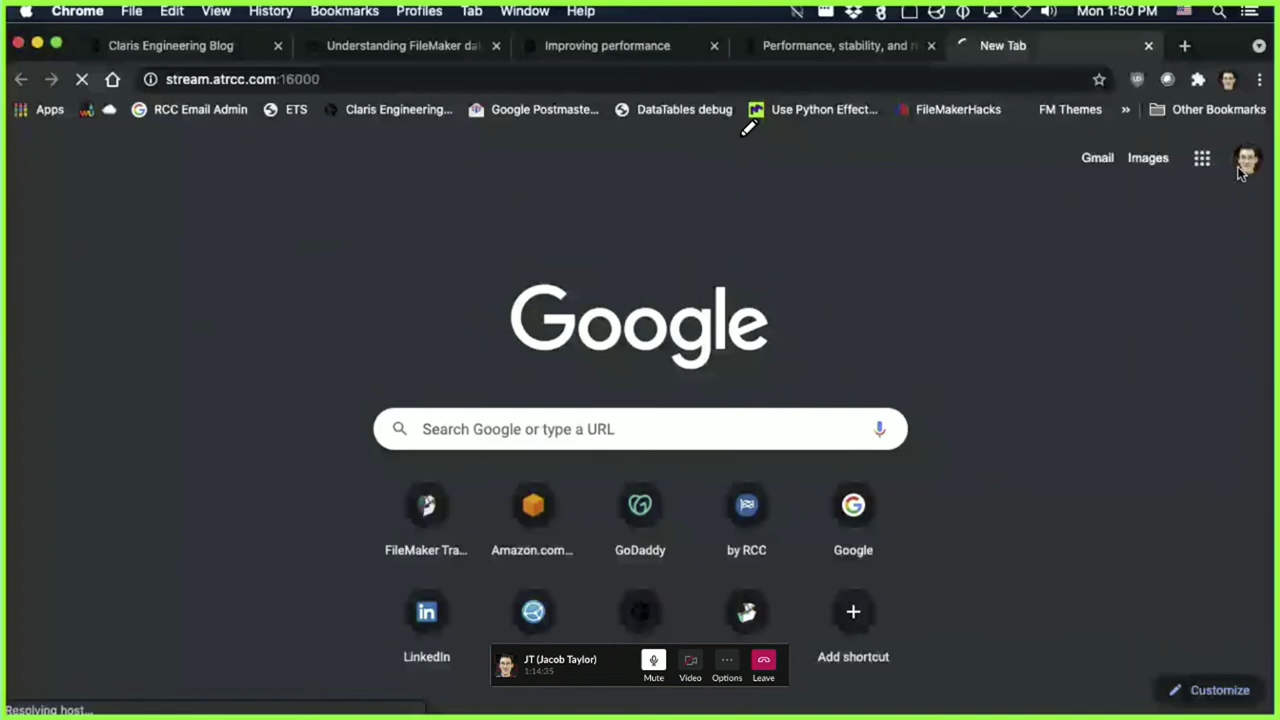 Chrome File Edit View History Bookmarks Profiles Tab Window Help Mon 1:50 PM
Claris Engineering Blog Understanding FileMaker da Improving performance Performance, stability, and r New Tab
stream.atrcc.com:16000
Apps RCC Email Admin ETS Claris Engineering... Google Postmaste... DataTables debug Use Python Effect... FileMakerHacks FM Themes » Other Bookmarks
Gmail Images
Google
Search Google or type a URL
FileMaker Tra... Amazon.com... GoDaddy by RCC Google
LinkedIn Add shortcut
JT (Jacob Taylor)
1:14:35
Mute Video Options Leave
Customize
Resolving host...